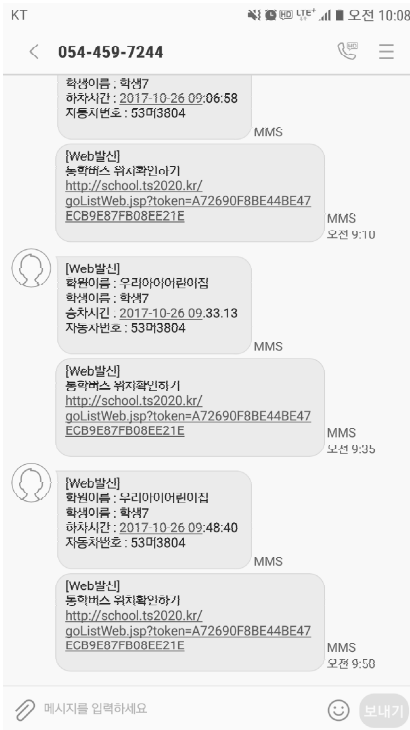 KT
LTE+ 오전 10:08
054-459-7244
학생이름 : 학생7
하차시간 : 2017-10-26 09:06:58
자동차번호 : 53머3804
MMS
[Web발신]
통학버스 위치확인하기
http://school.ts2020.kr/
goListWeb.jsp?token=A72690F8BE44BE47
ECB9E87FB08EE21E
MMS
오전 9:10
[Web발신]
학원이름 : 우리아이어린이집
학생이름 : 학생7
승차시간 : 2017-10-26 09.33.13
자동차번호 : 53머3804
MMS
[Web발신]
통학버스 위치확인하기
http://school.ts2020.kr/
goListWeb.jsp?token=A72690F8BE44BE47
ECB9E87FB08EE21E
MMS
오전 9:35
[Web발신]
학원이름 : 우리아이어린이집
학생이름 : 학생7
하차시간 : 2017-10-26 09:48:40
자동차번호 : 53머3804
MMS
[Web발신]
통학버스 위치확인하기
http://school.ts2020.kr/
goListWeb.jsp?token=A72690F8BE44BE47
ECB9E87FB08EE21E
MMS
오전 9:50
메시지를 입력하세요
보내기